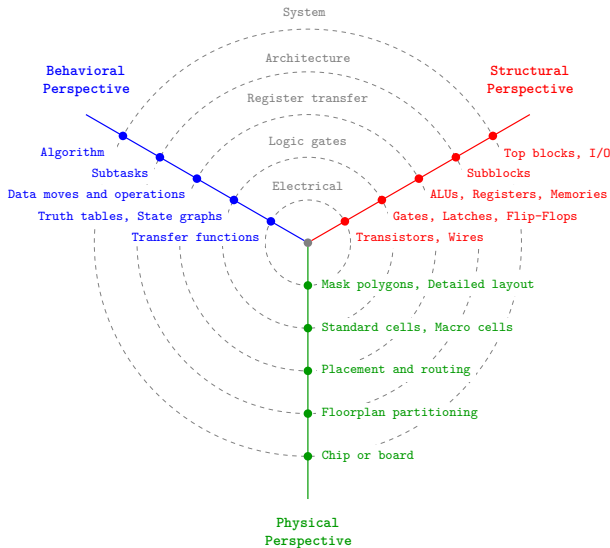 System
Architecture
Register transfer
Logic gates
Electrical
Behavioral
Perspective
Algorithm
Subtasks
Data moves and operations
Truth tables, State graphs
Transfer functions
Structural
Perspective
Top blocks, I/O
Subblocks
ALUs, Registers, Memories
Gates, Latches, Flip-Flops
Transistors, Wires
Mask polygons, Detailed layout
Standard cells, Macro cells
Placement and routing
Floorplan partitioning
Chip or board
Physical
Perspective